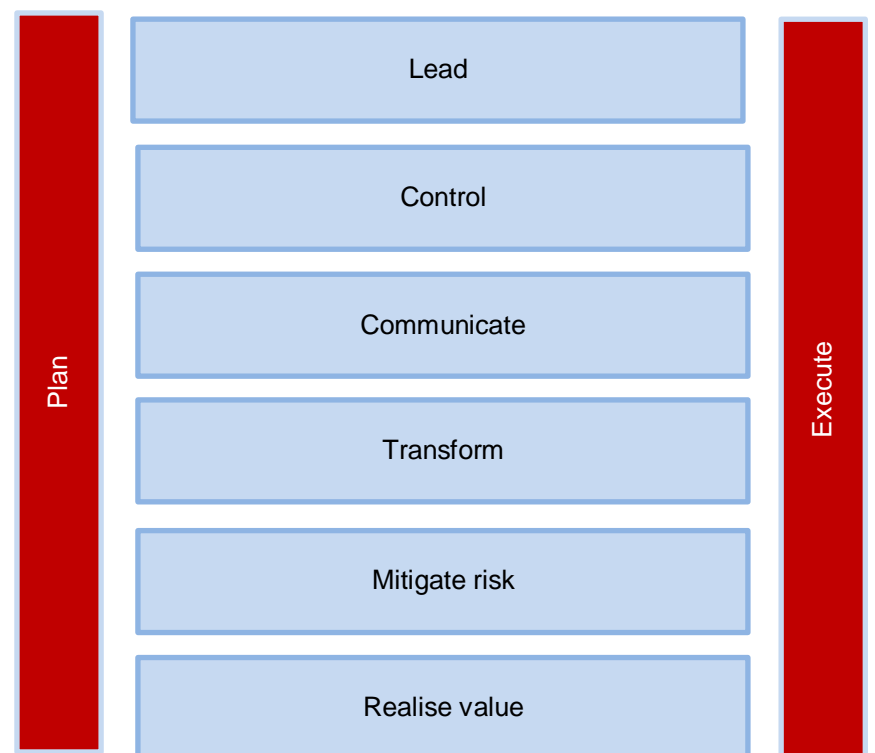 Plan
Lead
Control
Communicate
Transform
Mitigate risk
Realise value
Execute